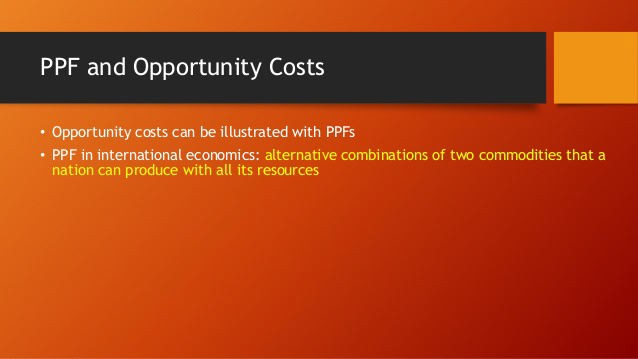 PPF and Opportunity Costs
• Opportunity costs can be illustrated with PPFs
• PPF in international economics: alternative combinations of two commodities that a
nation can produce with all its resources